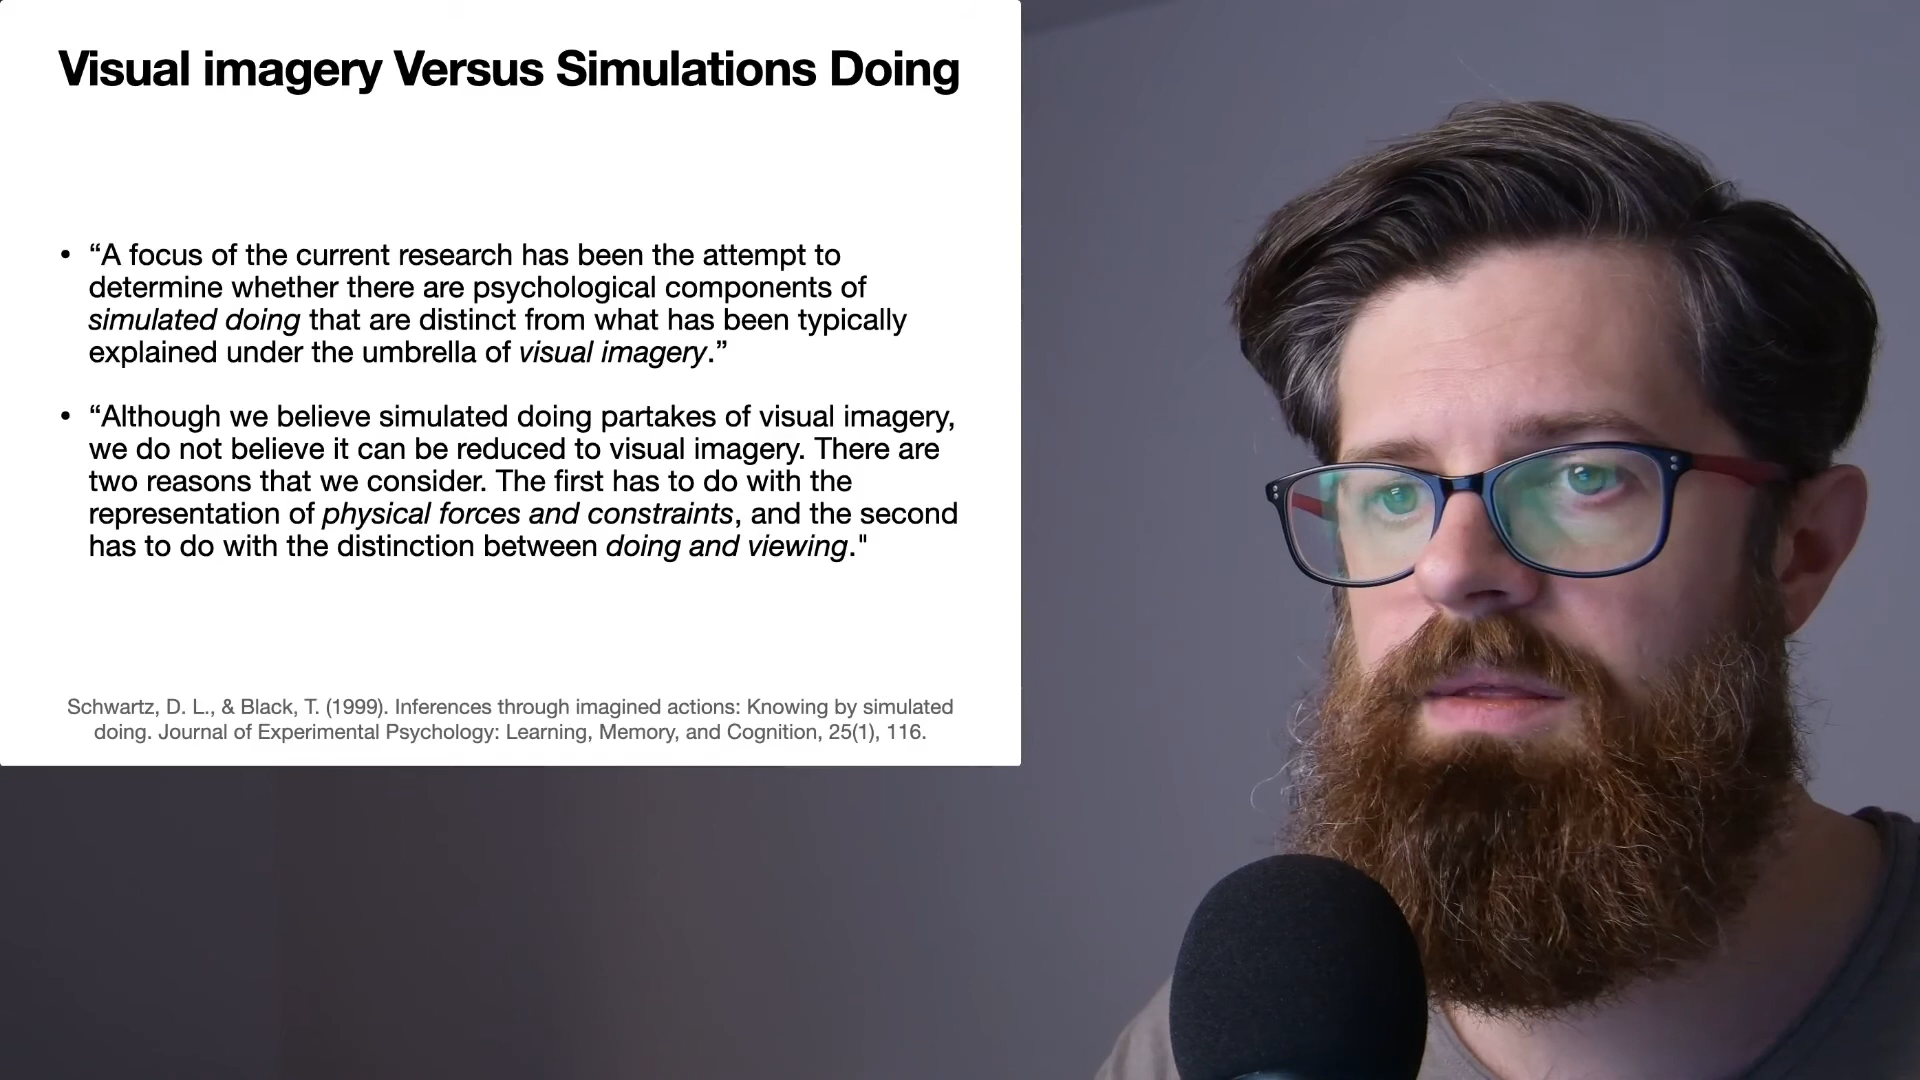 Visual imagery Versus Simulations Doing
• “A focus of the current research has been the attempt to
determine whether there are psychological components of
simulated doing that are distinct from what has been typically
explained under the umbrella of visual imagery.”
• “Although we believe simulated doing partakes of visual imagery,
we do not believe it can be reduced to visual imagery. There are
two reasons that we consider. The first has to do with the
representation of physical forces and constraints, and the second
has to do with the distinction between doing and viewing."
Schwartz, D. L., & Black, T. (1999). Inferences through imagined actions: Knowing by simulated
doing. Journal of Experimental Psychology: Learning, Memory, and Cognition, 25(1), 116.